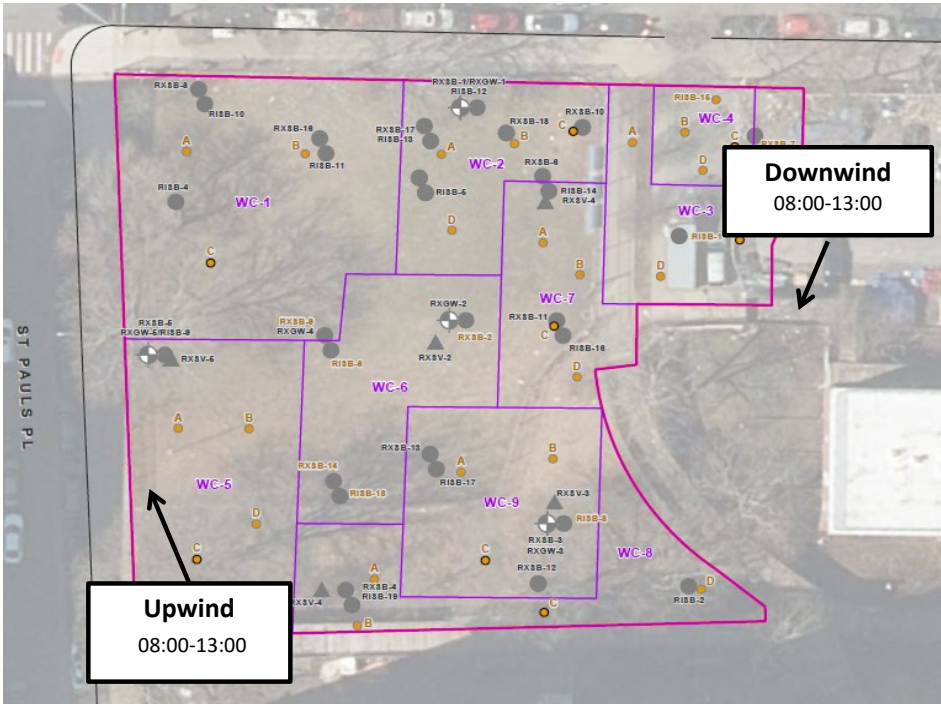 RXSB-1/RXGW-1
RISB-12
RXSB-8
RISB-10
RISB-15
RXSB-17
RISB-13
RXSB-18
RXSB-10
C
B
WC-4
RXSB-16
RISB-11
A
B
A
B
A
C
WC-2
RXSB-6
D
Downwind
08:00-13:00
RISB-4
WC-1
RISB-5
RISB-14
RXSV-4
WC-3
D
A
RISB-1
C
B
D
WC-7
RXGW-2
RXSB-2
RXSB-9
RXGW-4
RXSB-11
C
RISB-16
RXSB-5
RXGW-5/RISB-9
RXSV-5
RXSV-2
RISB-6
D
WC-6
ST PAULS PL
A
B
RXSB-13
RISB-17
A
B
RXSB-14
RISB-18
WC-5
WC-9
RXSV-3
RISB-8
D
RXSB-3
RXGW-3
WC-8
C
C
RXSB-12
A
RXSB-4
RISB-19
RXSV-4
D
RISB-2
C
B
Upwind
08:00-13:00